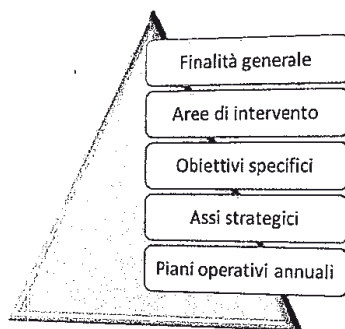 Finalità generale
Aree di intervento
Obiettivi specifici
Assi strategici
Piani operativi annuali